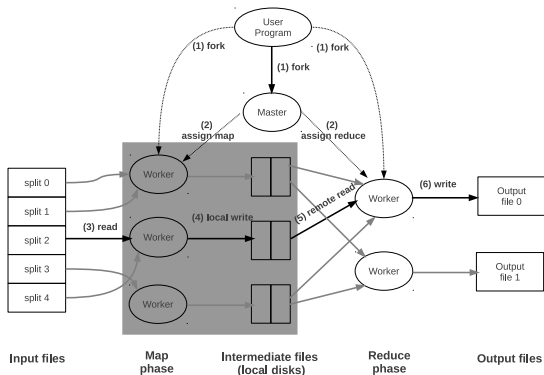 User
Program
(1) fork
(1) fork
(1) fork
Master
(2)
assign map
(2)
assign reduce
split 0
split 1
split 2
split 3
split 4
(3) read
Worker
Worker
Worker
(4) local write
(5) remote read
Worker
Worker
(6) write
Output
file 0
Output
file 1
Input files
Map
phase
Intermediate files
(local disks)
Reduce
phase
Output files